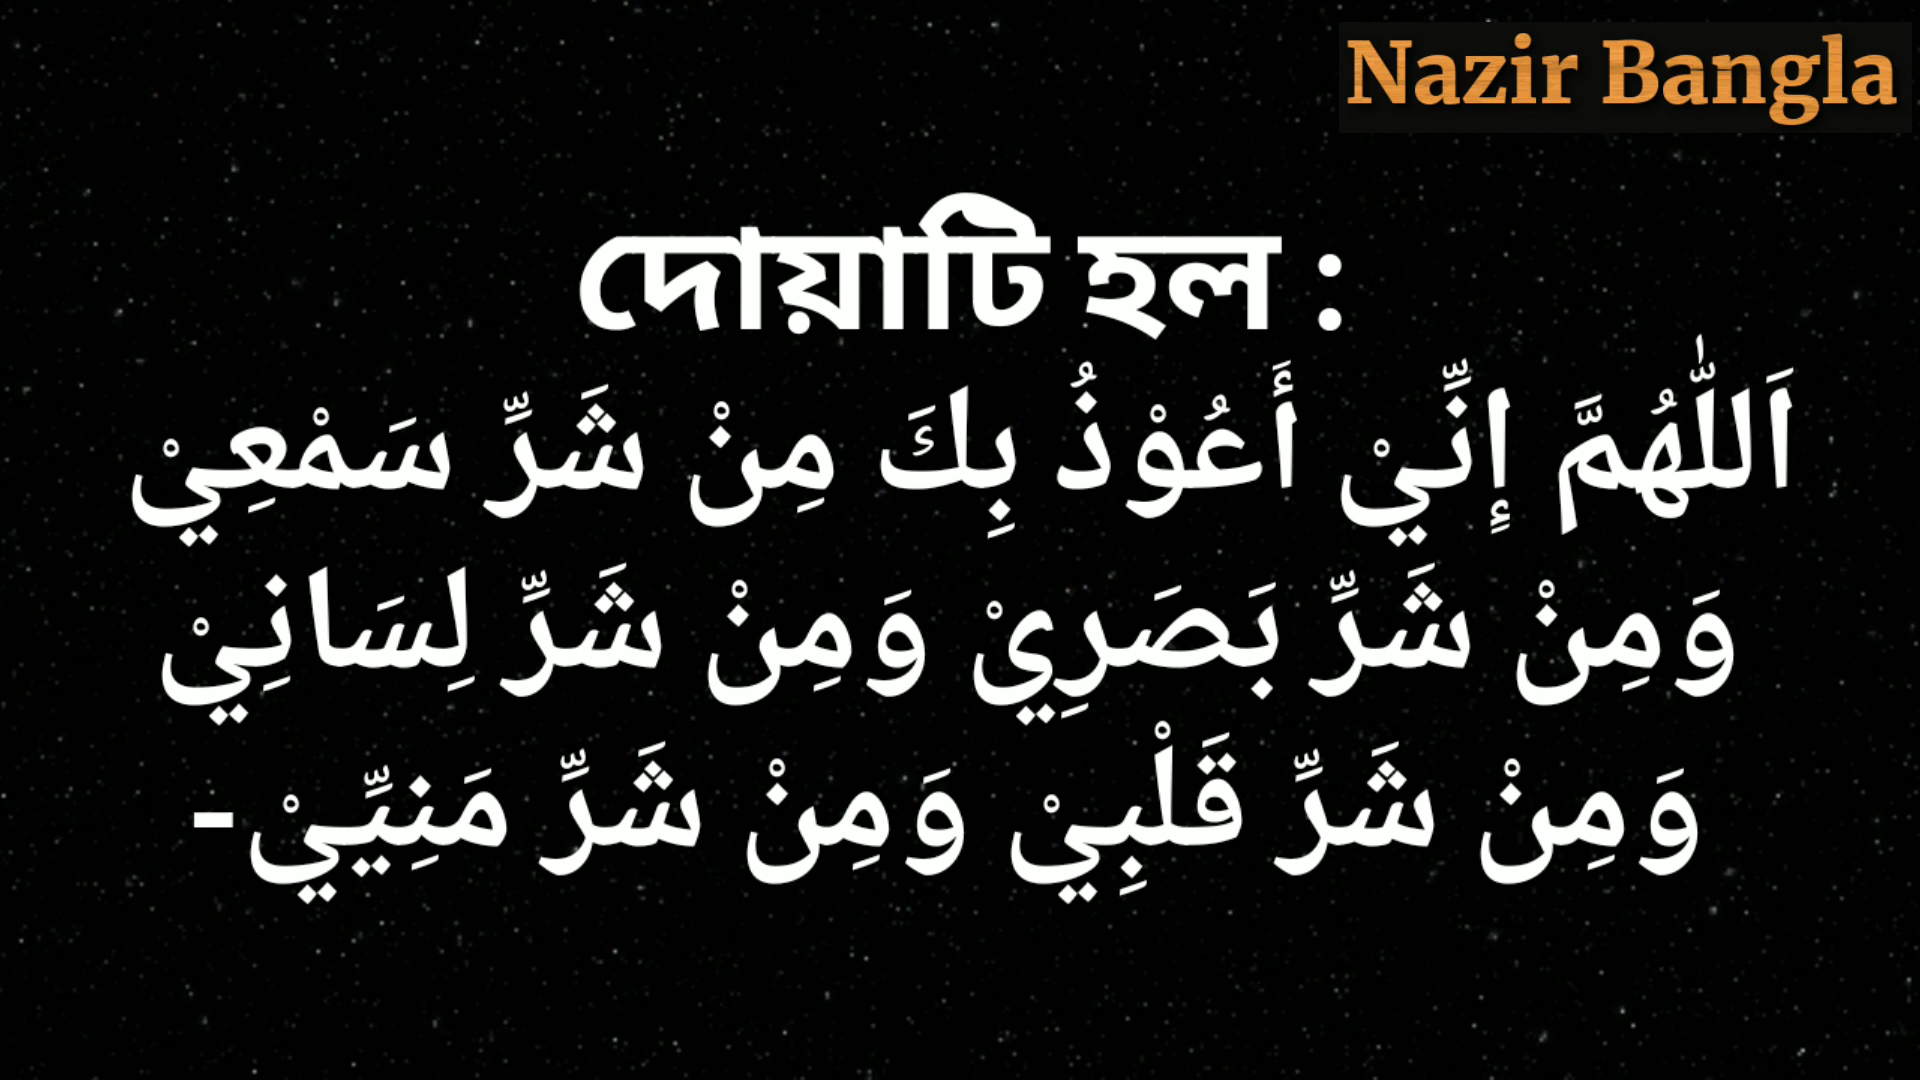 Nazir Bangla
দোয়াটি হল :
اَللّٰهُمَّ إِنِّيْ أَعُوْذُ بِكَ مِنْ شَرِّ سَمْعِيْ
وَمِنْ شَرِّ بَصَرِيْ وَمِنْ شَرِّ لِسَانِيْ
وَمِنْ شَرِّ قَلْبِيْ وَمِنْ شَرِّ مَنِيِّيْ-